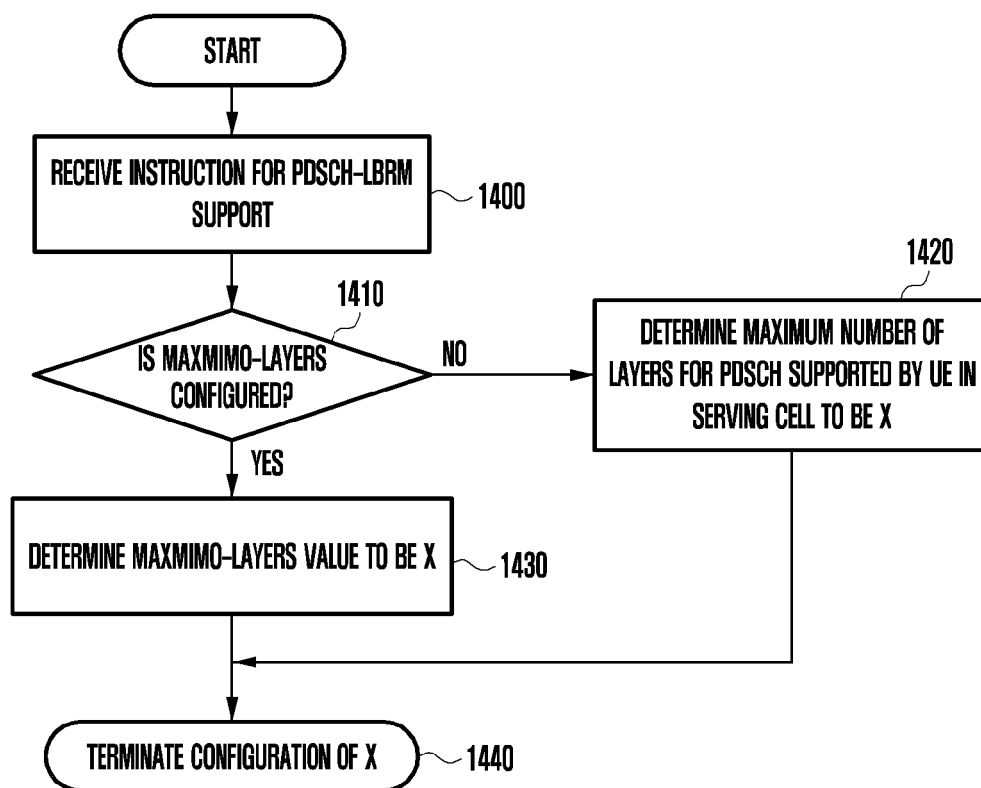 START
RECEIVE INSTRUCTION FOR PDSCH-LBRM
SUPPORT
1400
1410
IS MAXMIMO-LAYERS
CONFIGURED?
NO
YES
1420
DETERMINE MAXIMUM NUMBER OF
LAYERS FOR PDSCH SUPPORTED BY UE IN
SERVING CELL TO BE X
DETERMINE MAXMIMO-LAYERS VALUE TO BE X
1430
TERMINATE CONFIGURATION OF X
1440